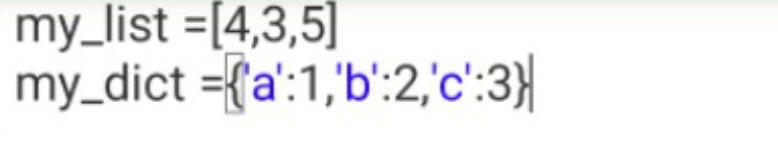 my_list =[4,3,5]
my_dict ={'a':1,'b':2,'c':3}